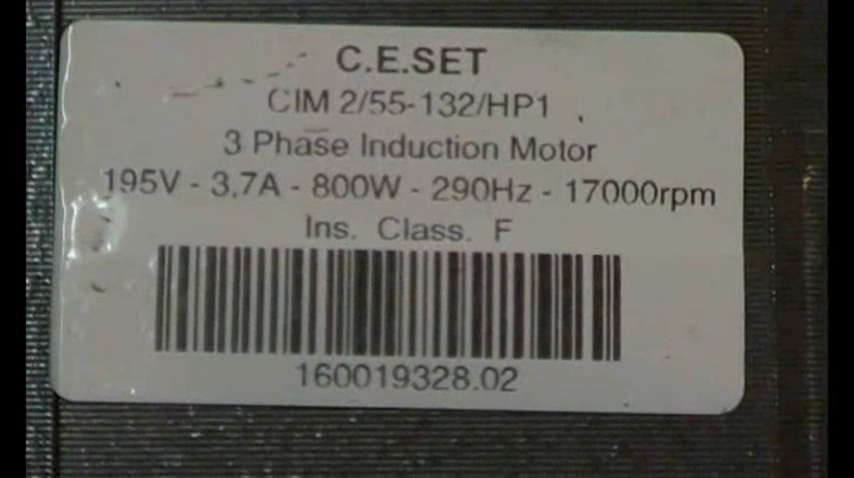 C.E.SET
CIM 2/55-132/HP1
3 Phase Induction Motor
195V - 3,7A - 800W - 290Hz - 17000rpm
Ins. Class. F
160019328.02